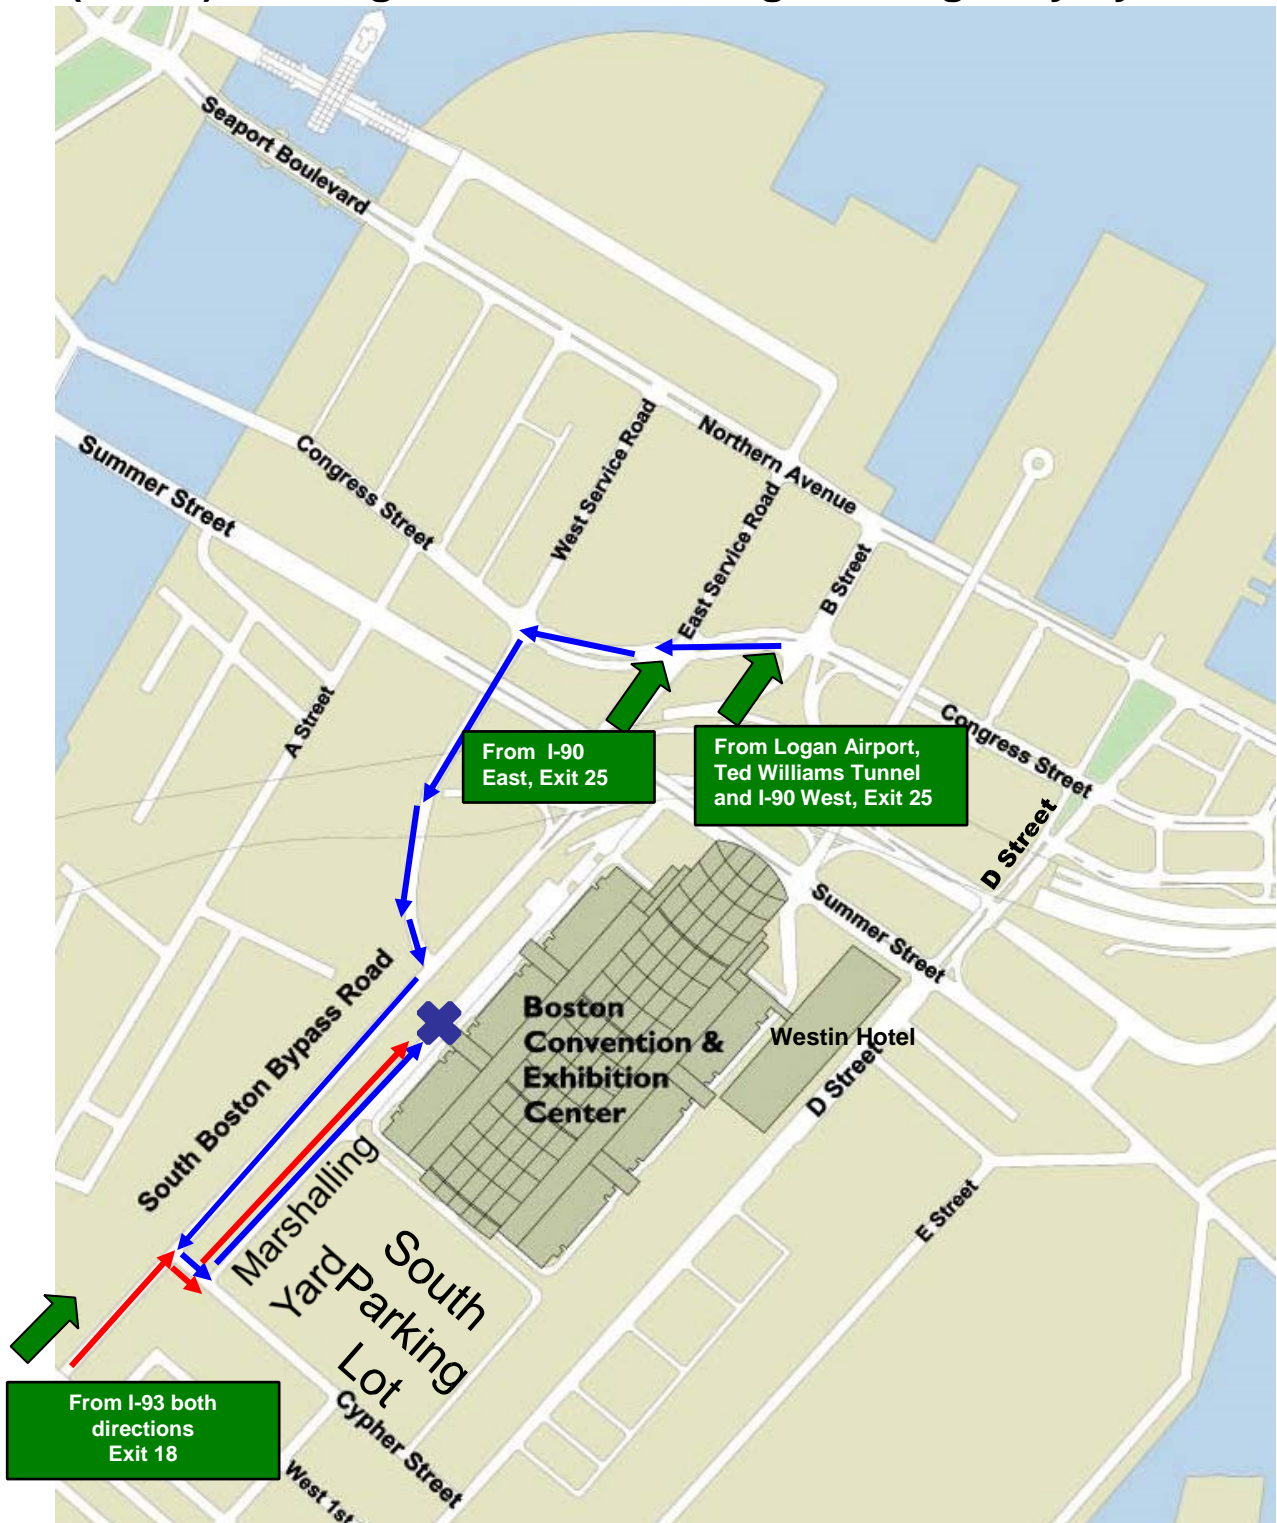 Seaport Boulevard
Northern Avenue
West Service Road
East Service Road
B Street
Congress Street
Summer Street
A Street
Congress Street
D Street
From I-90
East, Exit 25
From Logan Airport,
Ted Williams Tunnel
and I-90 West, Exit 25
Summer Street
South Boston Bypass Road
Boston
Convention &
Exhibition
Center
Westin Hotel
D Street
E Street
Marshalling
Yard
South
Parking
Lot
Cypher Street
West 1st
From I-93 both
directions
Exit 18